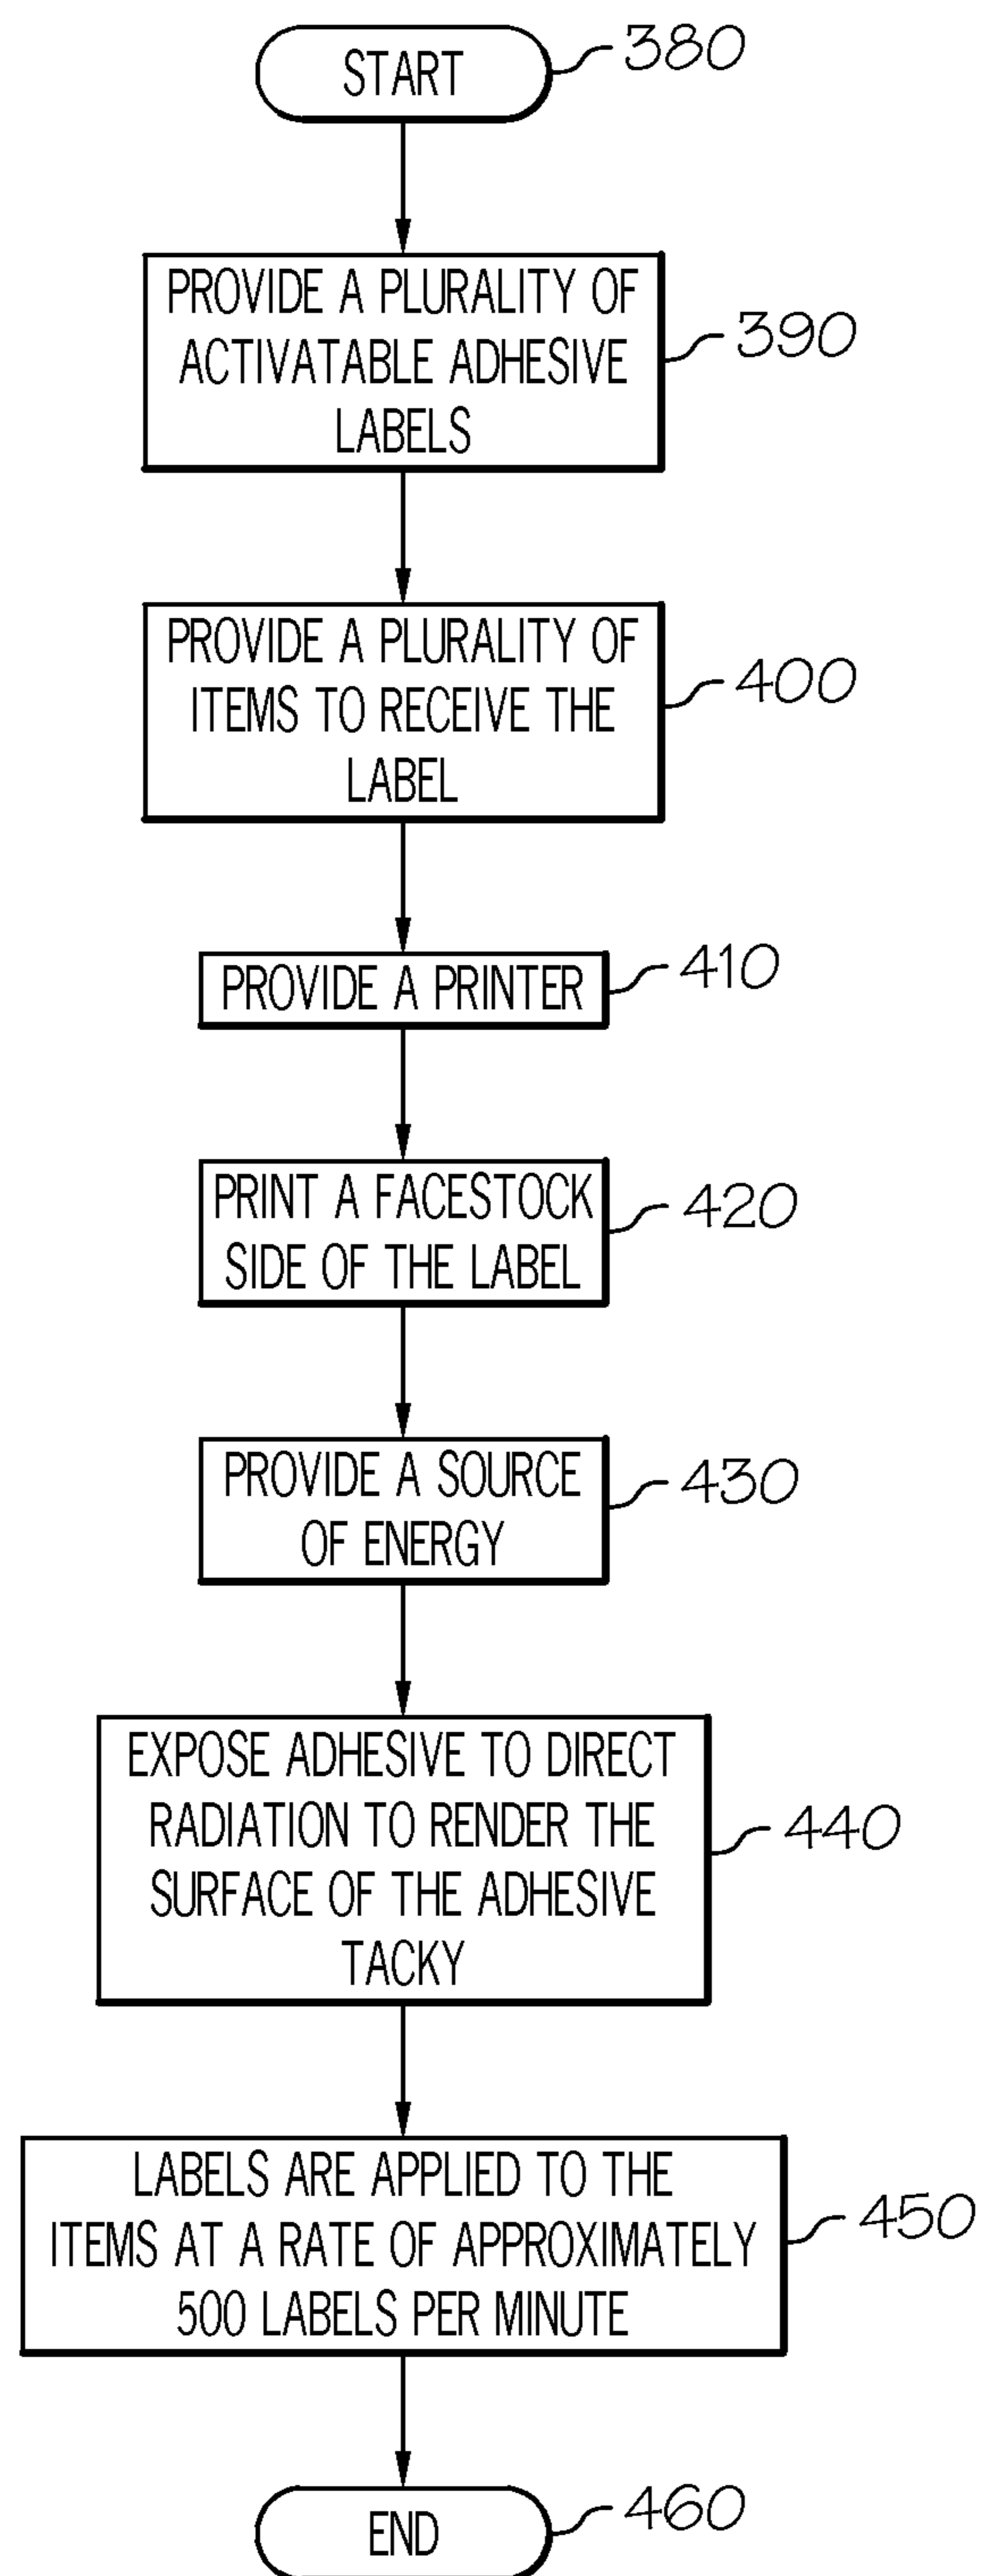 START
380
PROVIDE A PLURALITY OF
ACTIVATABLE ADHESIVE
LABELS
390
PROVIDE A PLURALITY OF
ITEMS TO RECEIVE THE
LABEL
400
PROVIDE A PRINTER
410
PRINT A FACESTOCK
SIDE OF THE LABEL
420
PROVIDE A SOURCE
OF ENERGY
430
EXPOSE ADHESIVE TO DIRECT
RADIATION TO RENDER THE
SURFACE OF THE ADHESIVE
TACKY
440
LABELS ARE APPLIED TO THE
ITEMS AT A RATE OF APPROXIMATELY
500 LABELS PER MINUTE
450
END
460